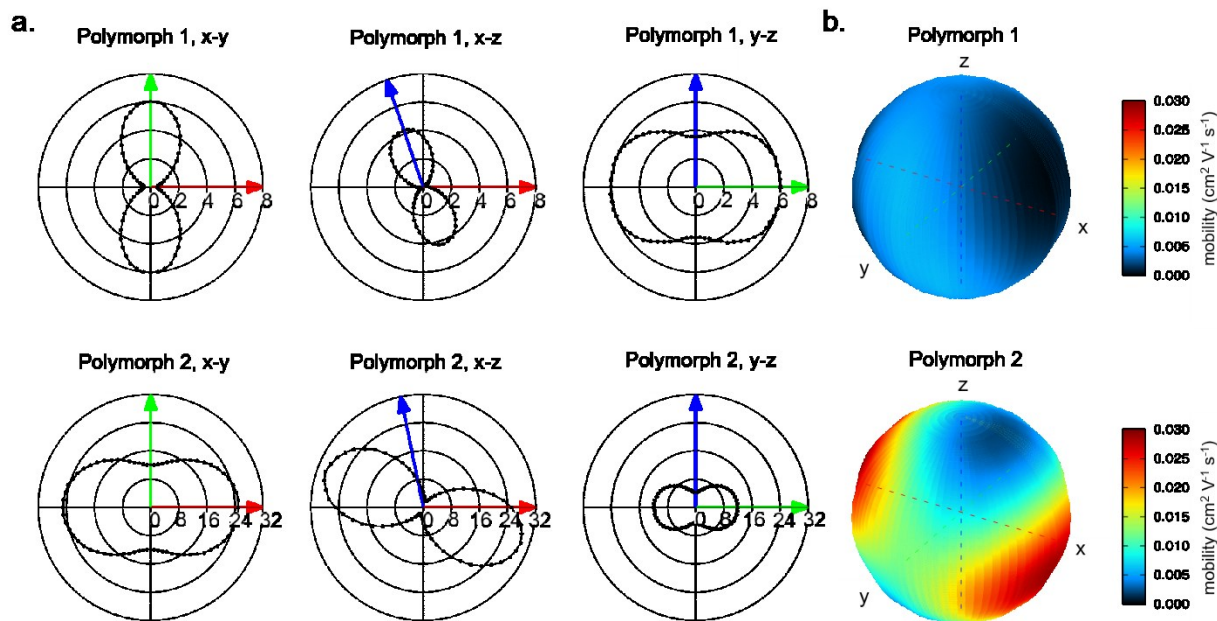 a.
Polymorph 1, x-y
Polymorph 1, x-z
Polymorph 1, y-z
0 2 4 6 8
0 2 4 6 8
0 2 4 6 8
b.
Polymorph 1
z
x
y
0.030
0.025
0.020
0.015
0.010
0.005
0.000
mobility (cm² V⁻¹ s⁻¹)
Polymorph 2, x-y
Polymorph 2, x-z
Polymorph 2, y-z
0 8 16 24 32
0 8 16 24 32
0 8 16 24 32
Polymorph 2
z
x
y
0.030
0.025
0.020
0.015
0.010
0.005
0.000
mobility (cm² V⁻¹ s⁻¹)